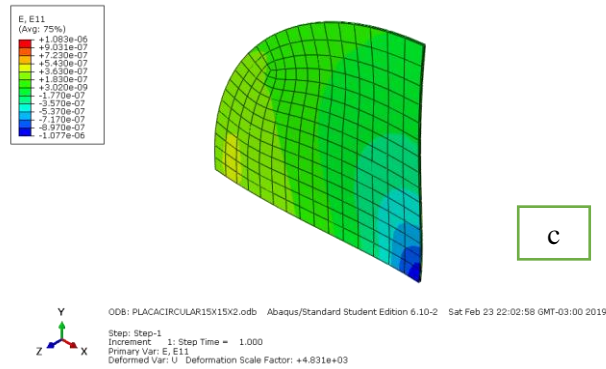 E, E11
(Avg: 75%)
+1.083e-06
+9.031e-07
+7.230e-07
+5.430e-07
+3.630e-07
+1.830e-07
+3.020e-09
-1.770e-07
-3.570e-07
-5.370e-07
-7.170e-07
-8.970e-07
-1.077e-06
c
Y
Z X
ODB: PLACACIRCULAR15X15X2.odb Abaqus/Standard Student Edition 6.10-2 Sat Feb 23 22:02:58 GMT-03:00 2019
Step: Step-1
Increment 1: Step Time = 1.000
Primary Var: E, E11
Deformed Var: U Deformation Scale Factor: +4.831e+03